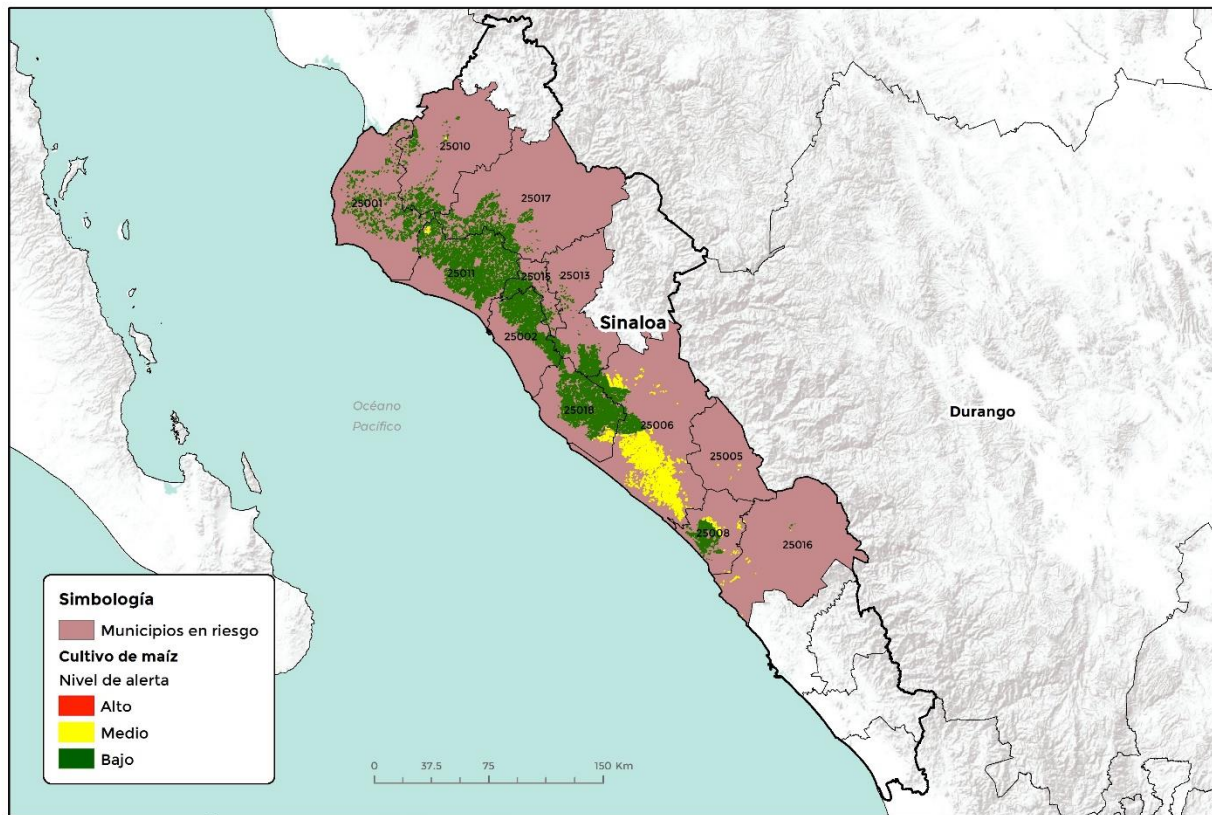 25010
25017
25001
25011
25015
25013
Sinaloa
25002
Océano
Pacífico
25018
25006
Durango
25005
25008
25016
Simbología
Municipios en riesgo
Cultivo de maíz
Nivel de alerta
Alto
Medio
Bajo
0 37.5 75 150 Km